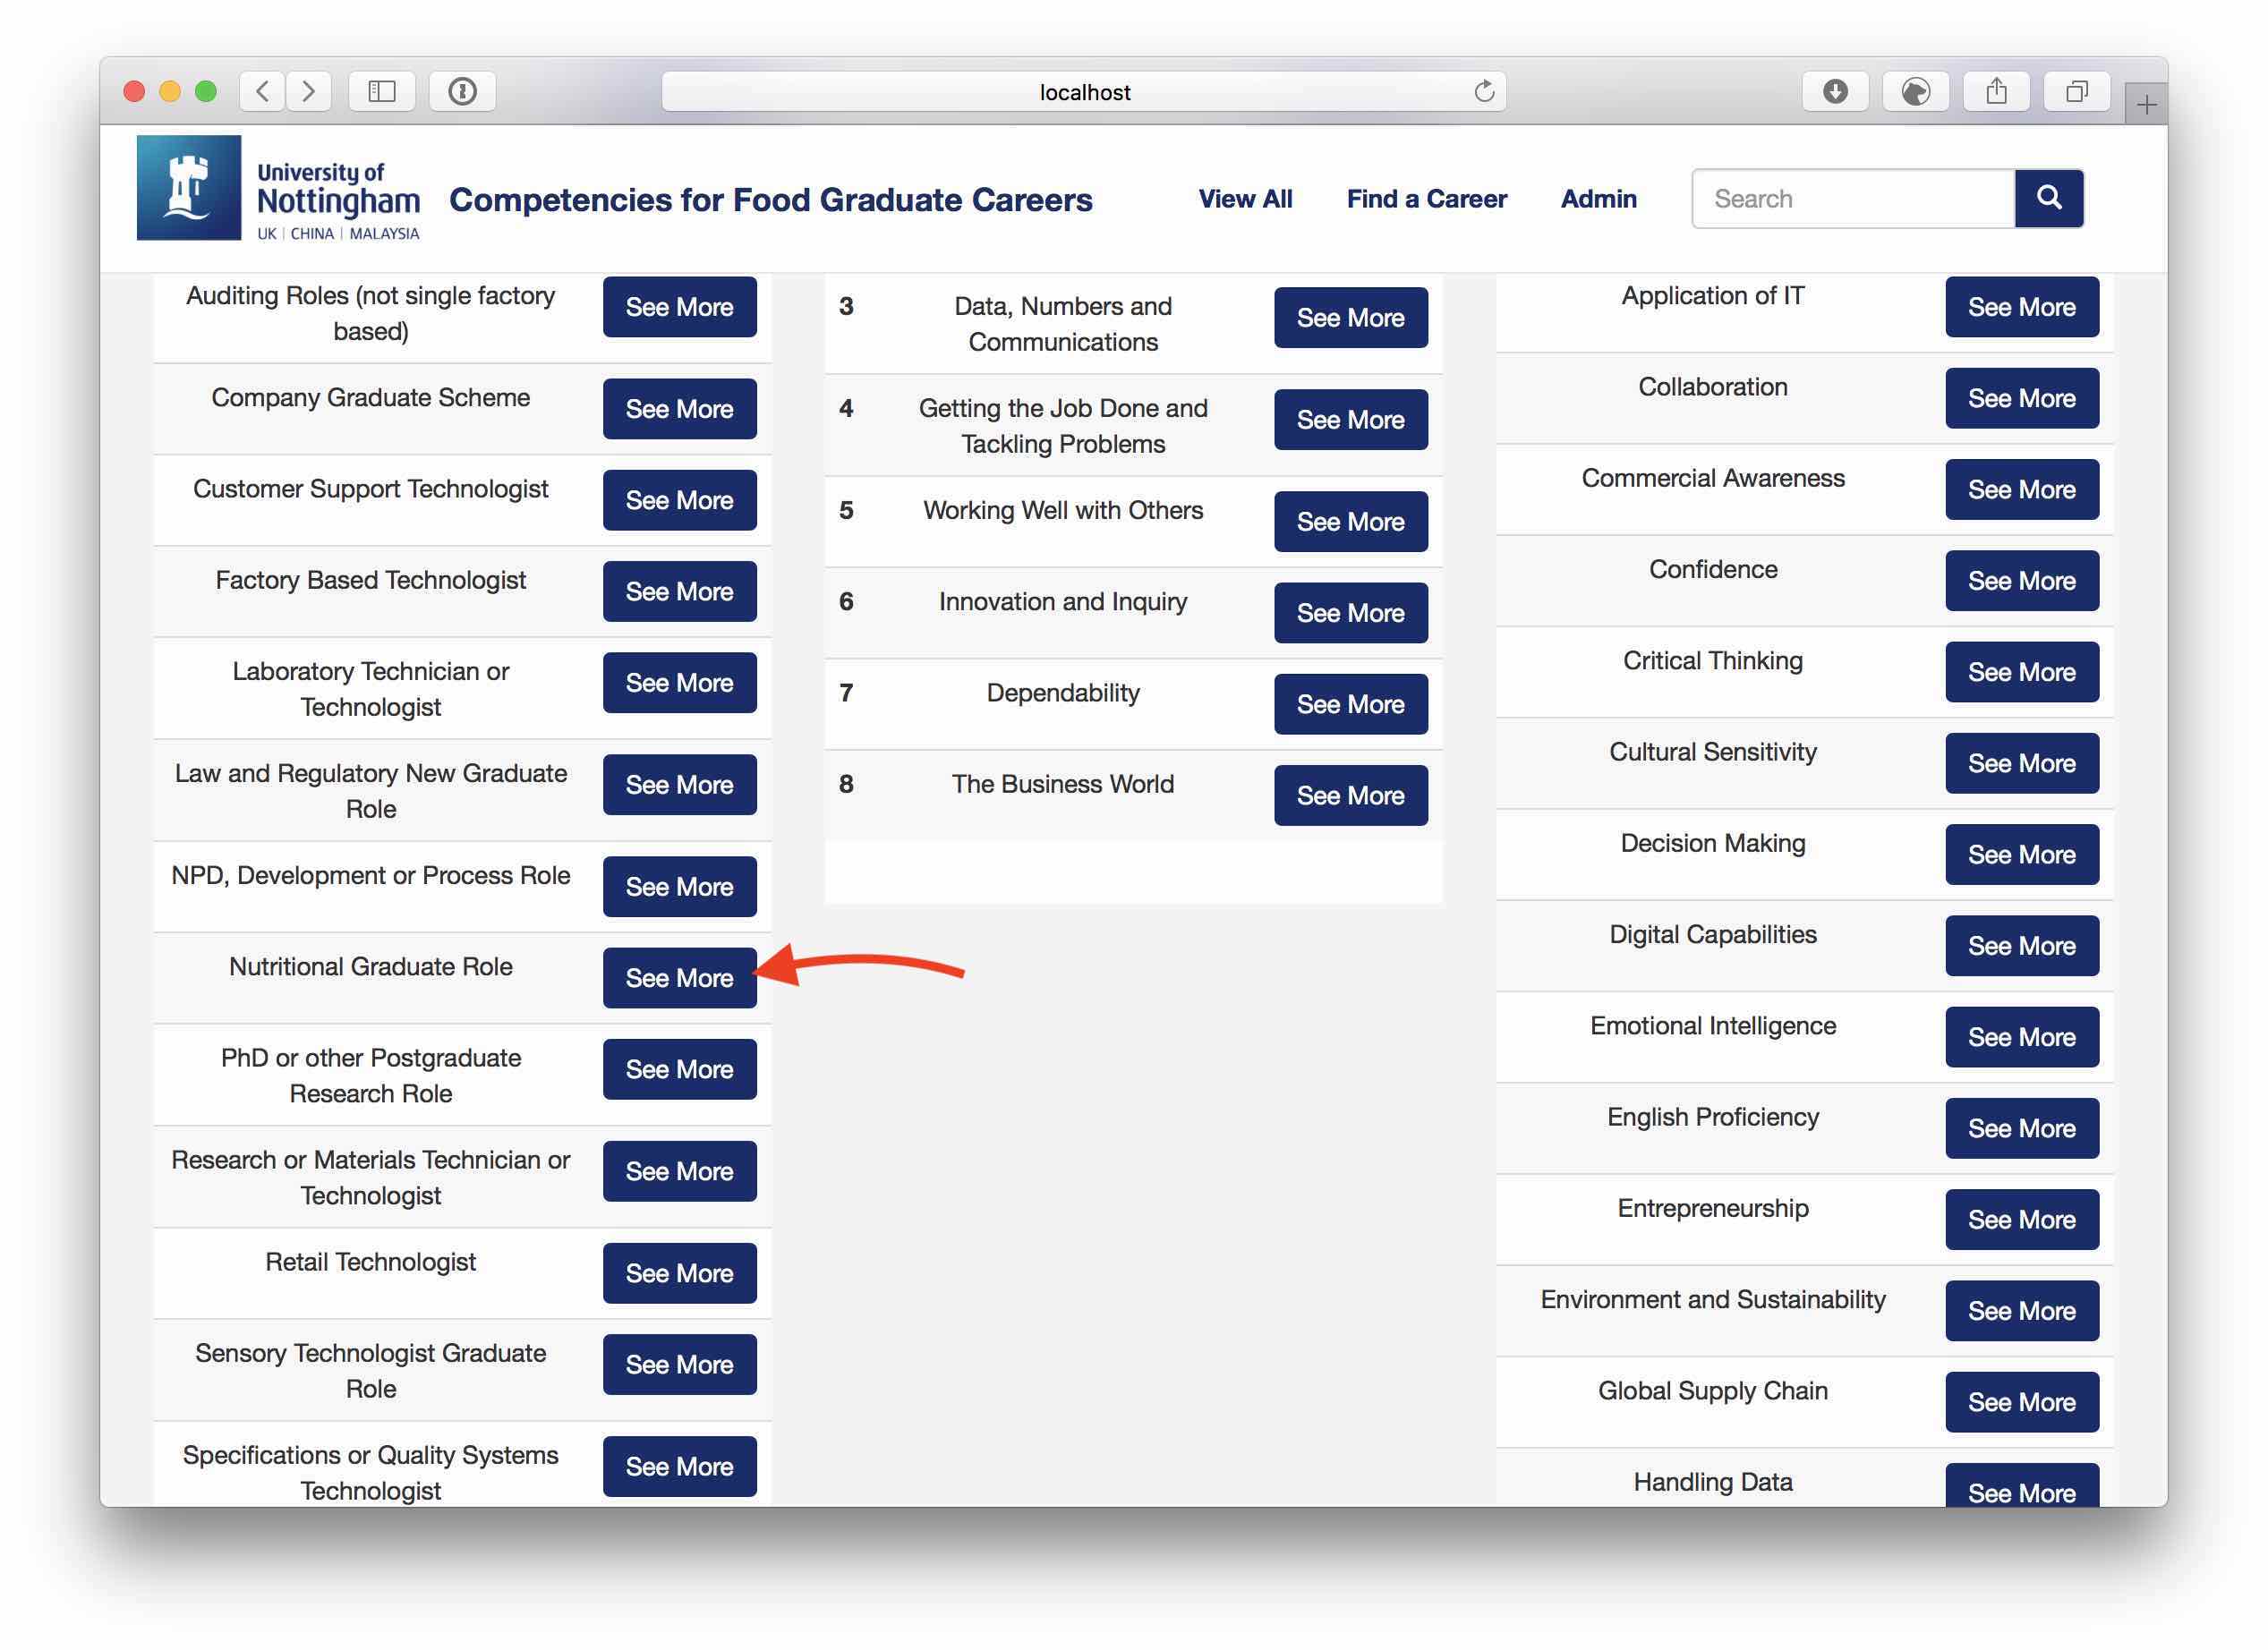 localhost
University of
Nottingham
UK | CHINA | MALAYSIA
Competencies for Food Graduate Careers
View All
Find a Career
Admin
Search
Auditing Roles (not single factory
based)
See More
Company Graduate Scheme
See More
Customer Support Technologist
See More
Factory Based Technologist
See More
Laboratory Technician or
Technologist
See More
Law and Regulatory New Graduate
Role
See More
NPD, Development or Process Role
See More
Nutritional Graduate Role
See More
PhD or other Postgraduate
Research Role
See More
Research or Materials Technician or
Technologist
See More
Retail Technologist
See More
Sensory Technologist Graduate
Role
See More
Specifications or Quality Systems
Technologist
See More
3
Data, Numbers and
Communications
See More
4
Getting the Job Done and
Tackling Problems
See More
5
Working Well with Others
See More
6
Innovation and Inquiry
See More
7
Dependability
See More
8
The Business World
See More
Application of IT
See More
Collaboration
See More
Commercial Awareness
See More
Confidence
See More
Critical Thinking
See More
Cultural Sensitivity
See More
Decision Making
See More
Digital Capabilities
See More
Emotional Intelligence
See More
English Proficiency
See More
Entrepreneurship
See More
Environment and Sustainability
See More
Global Supply Chain
See More
Handling Data
See More